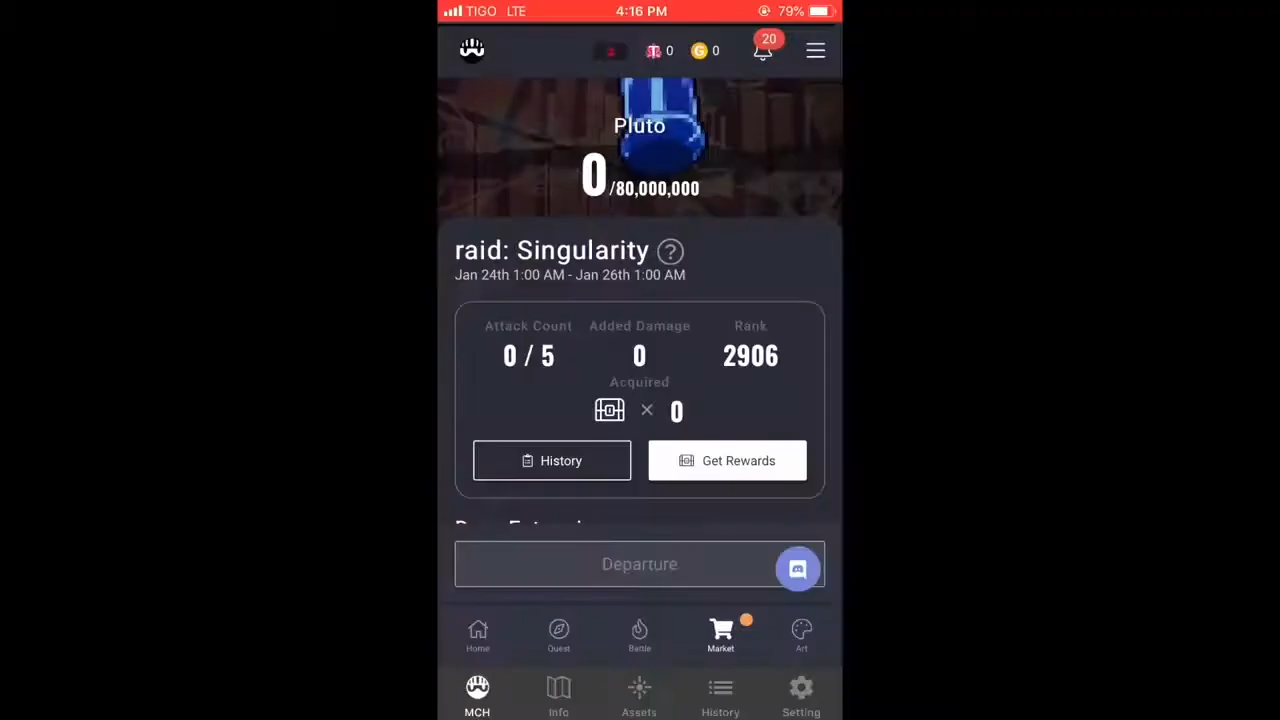 TIGO LTE 4:16 PM 79%
0 G 0 20
Pluto
0/80,000,000
raid: Singularity ?
Jan 24th 1:00 AM - Jan 26th 1:00 AM
Attack Count Added Damage Rank
0 / 5 0 2906
Acquired
× 0
History Get Rewards
Departure
Home Quest Battle Market Art
MCH Info Assets History Setting